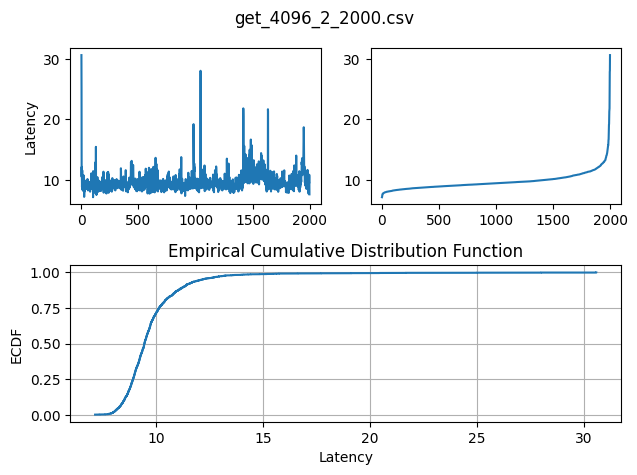 get_4096_2_2000.csv
30
20
10
Latency
0 500 1000 1500 2000
30
20
10
0 500 1000 1500 2000
Empirical Cumulative Distribution Function
1.00
0.75
0.50
0.25
0.00
ECDF
10 15 20 25 30
Latency